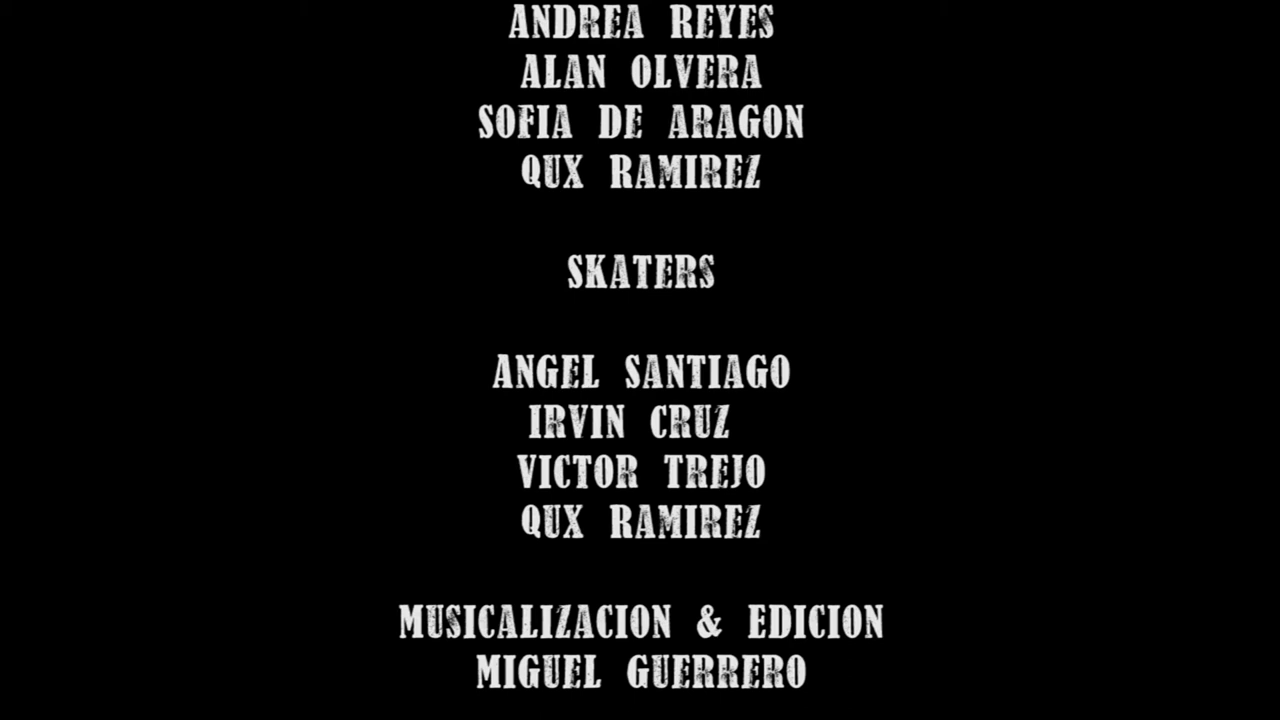 ANDREA REYES
ALAN OLVERA
SOFIA DE ARAGON
QUX RAMIREZ
SKATERS
ANGEL SANTIAGO
IRVIN CRUZ
VICTOR TREJO
QUX RAMIREZ
MUSICALIZACION & EDICION
MIGUEL GUERRERO